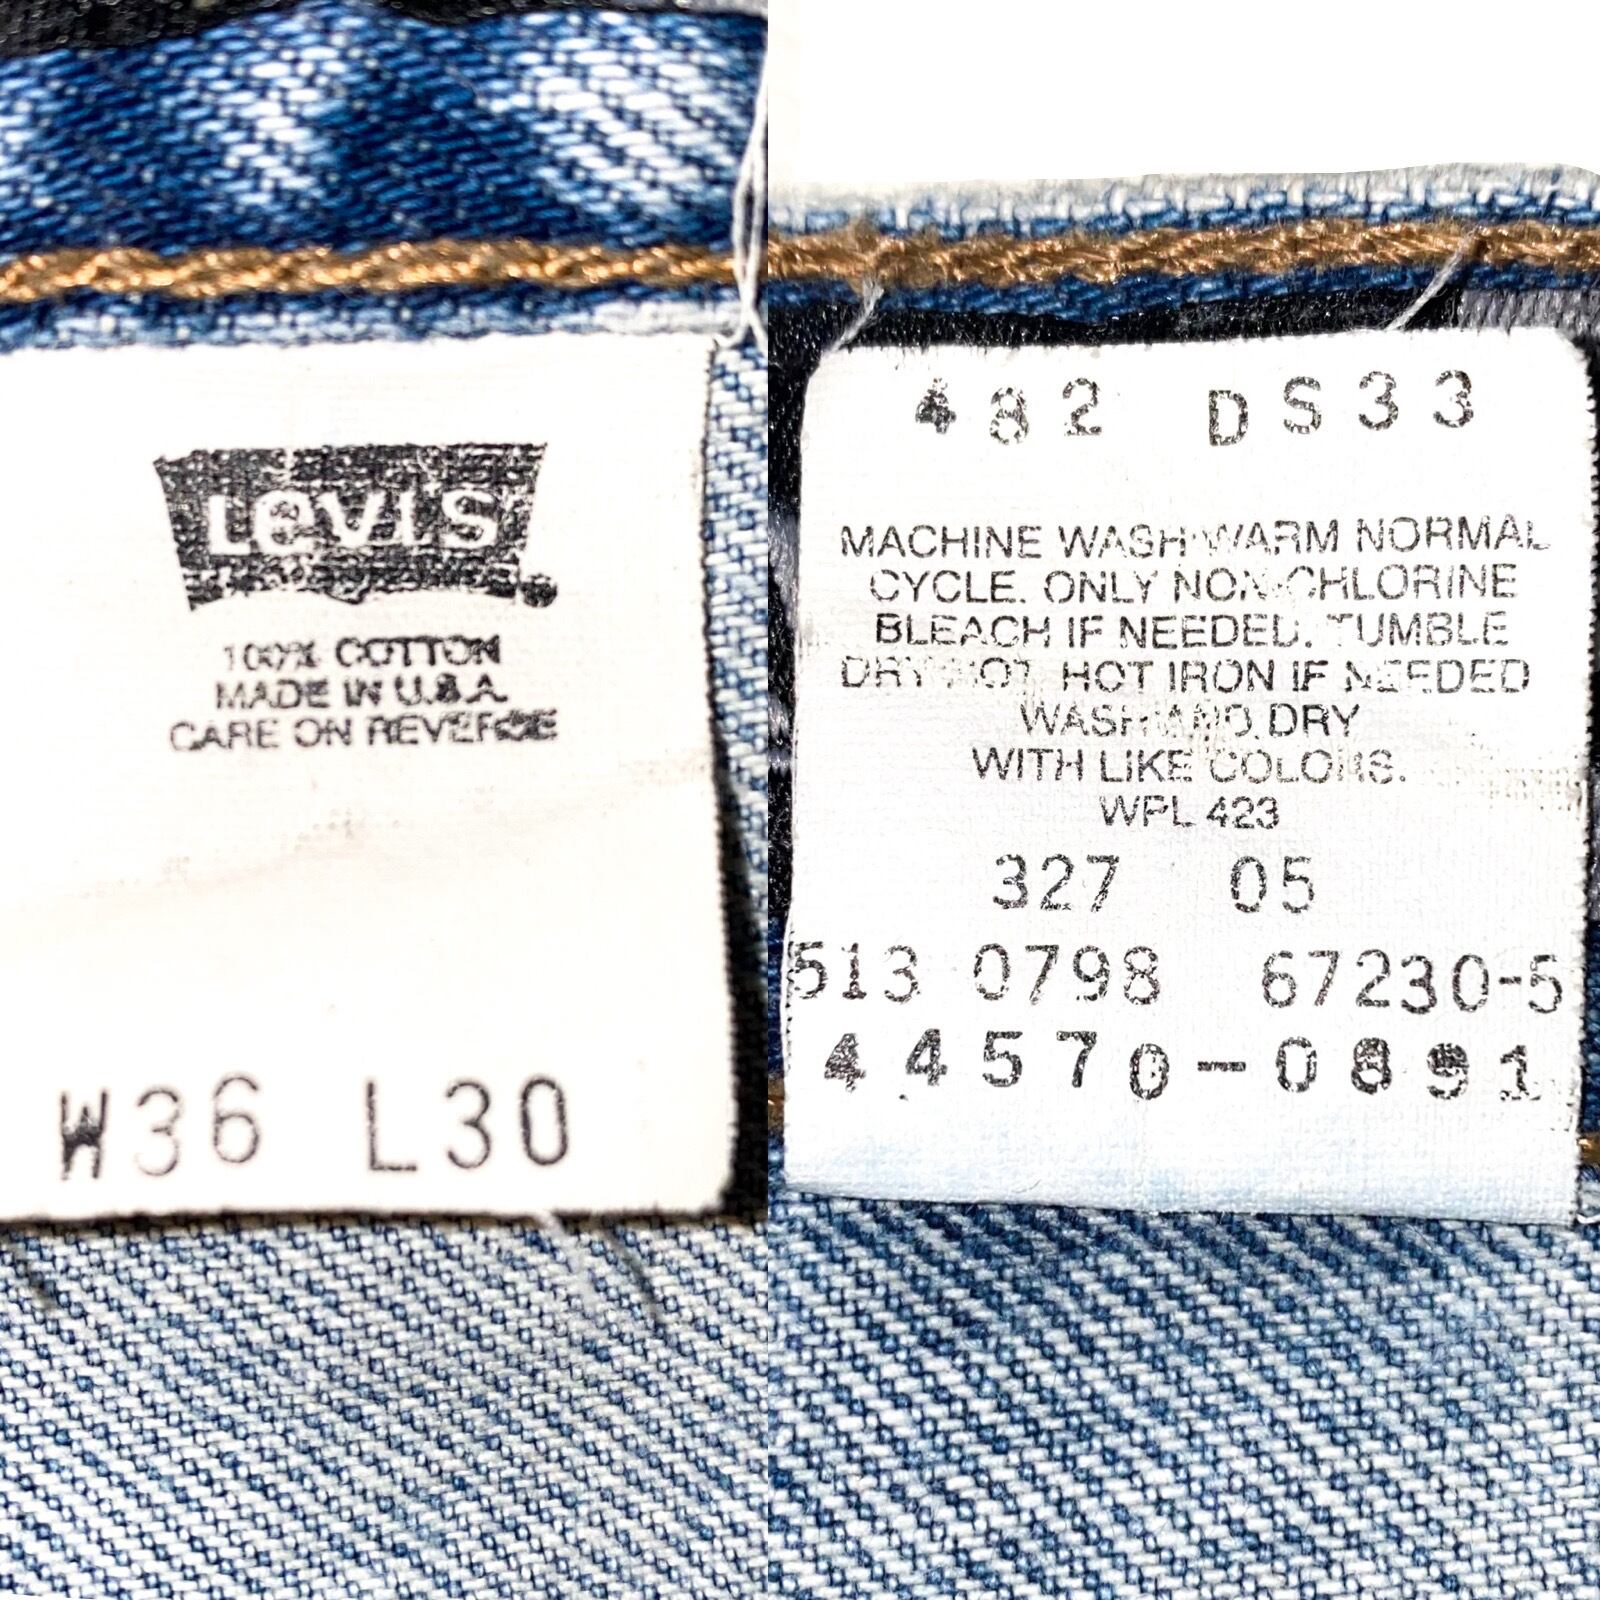 Levi's
100% COTTON
MADE IN U.S.A.
CARE ON REVERSE
W36 L30
482 DS33
MACHINE WASH WARM NORMAL
CYCLE. ONLY NON-CHLORINE
BLEACH IF NEEDED. TUMBLE
DRY HOT. HOT IRON IF NEEDED
WASH AND DRY
WITH LIKE COLORS.
WPL 423
327 05
513 0798 67230-5
44570-0891